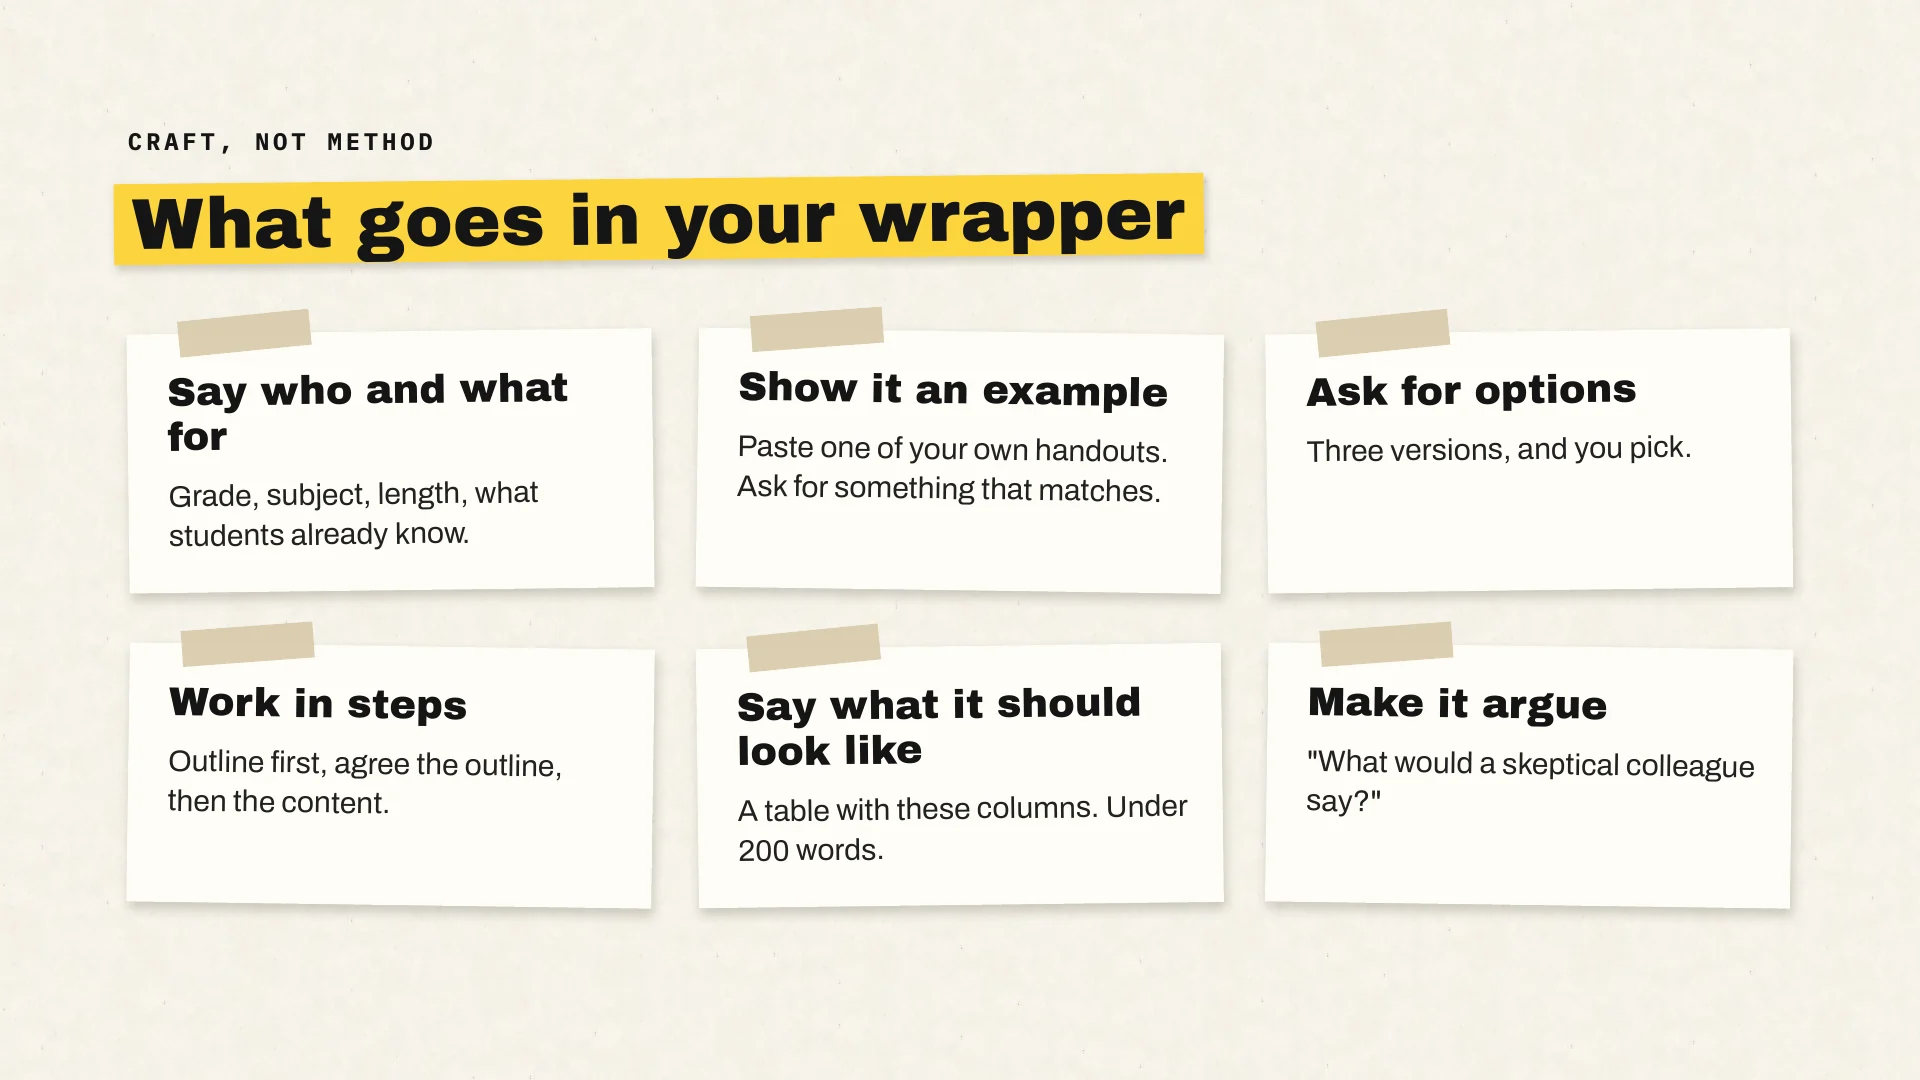 CRAFT, NOT METHOD
What goes in your wrapper
Say who and what
for
Grade, subject, length, what
students already know.
Show it an example
Paste one of your own handouts.
Ask for something that matches.
Ask for options
Three versions, and you pick.
Work in steps
Outline first, agree the outline,
then the content.
Say what it should
look like
A table with these columns. Under
200 words.
Make it argue
"What would a skeptical colleague
say?"